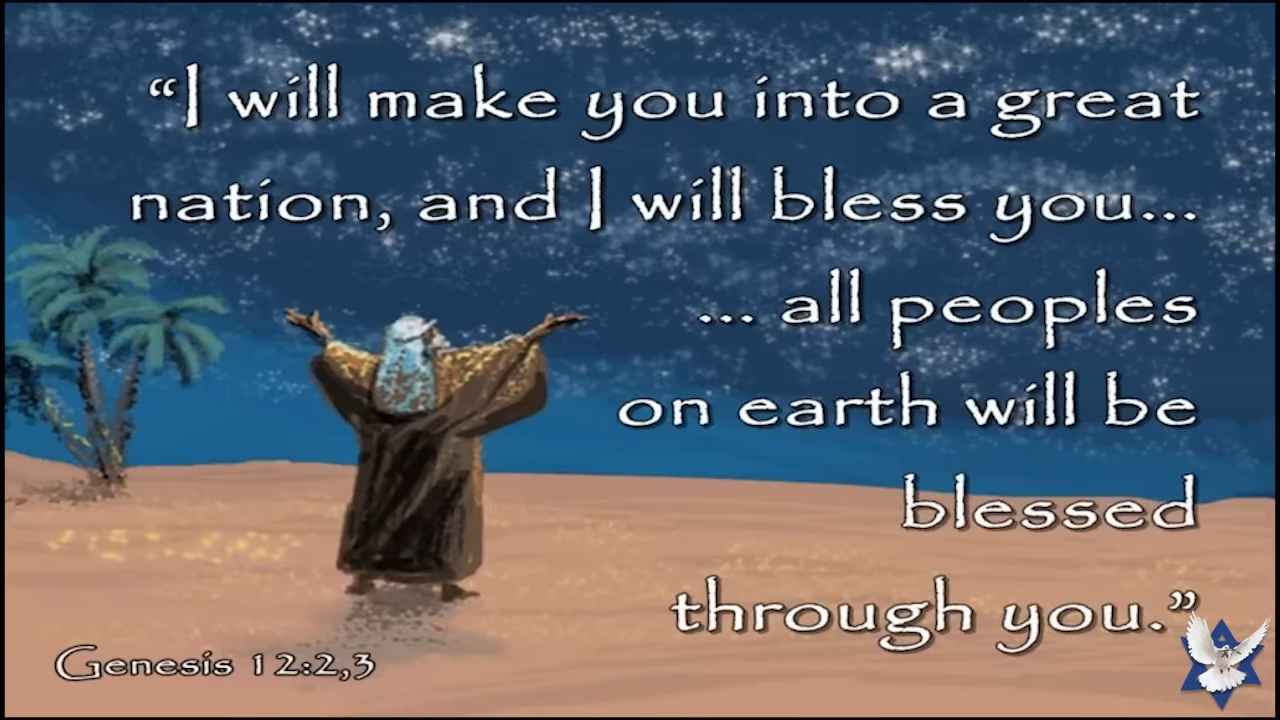 “I will make you into a great
nation, and I will bless you...
... all peoples
on earth will be
blessed
through you.”
Genesis 12:2,3